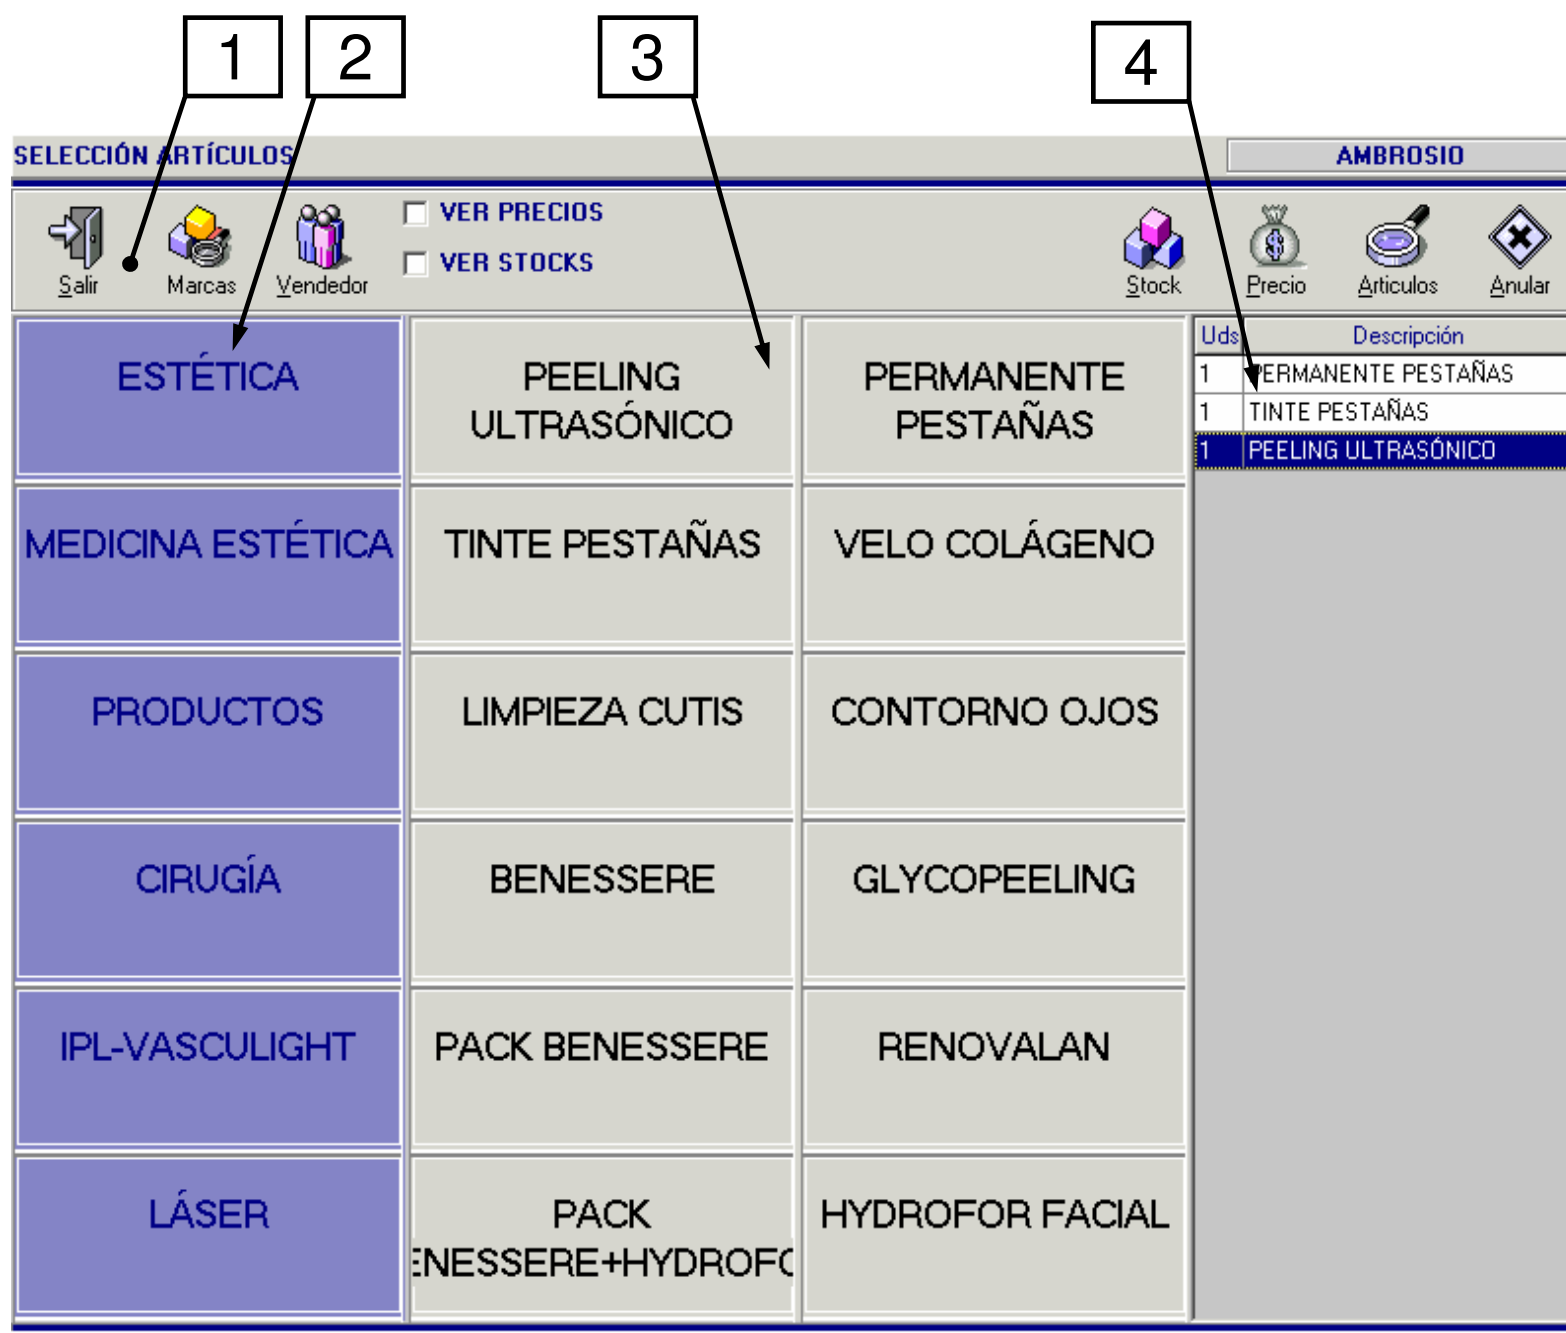 1 2 3 4
SELECCIÓN ARTÍCULOS AMBROSIO
VER PRECIOS
VER STOCKS
Salir Marcas Vendedor Stock Precio Articulos Anular
Uds Descripción
1 PERMANENTE PESTAÑAS
1 TINTE PESTAÑAS
1 PEELING ULTRASÓNICO
ESTÉTICA
PEELING
ULTRASÓNICO
PERMANENTE
PESTAÑAS
MEDICINA ESTÉTICA
TINTE PESTAÑAS
VELO COLÁGENO
PRODUCTOS
LIMPIEZA CUTIS
CONTORNO OJOS
CIRUGÍA
BENESSERE
GLYCOPEELING
IPL-VASCULIGHT
PACK BENESSERE
RENOVALAN
LÁSER
PACK
ENESSERE+HYDROFO
HYDROFOR FACIAL